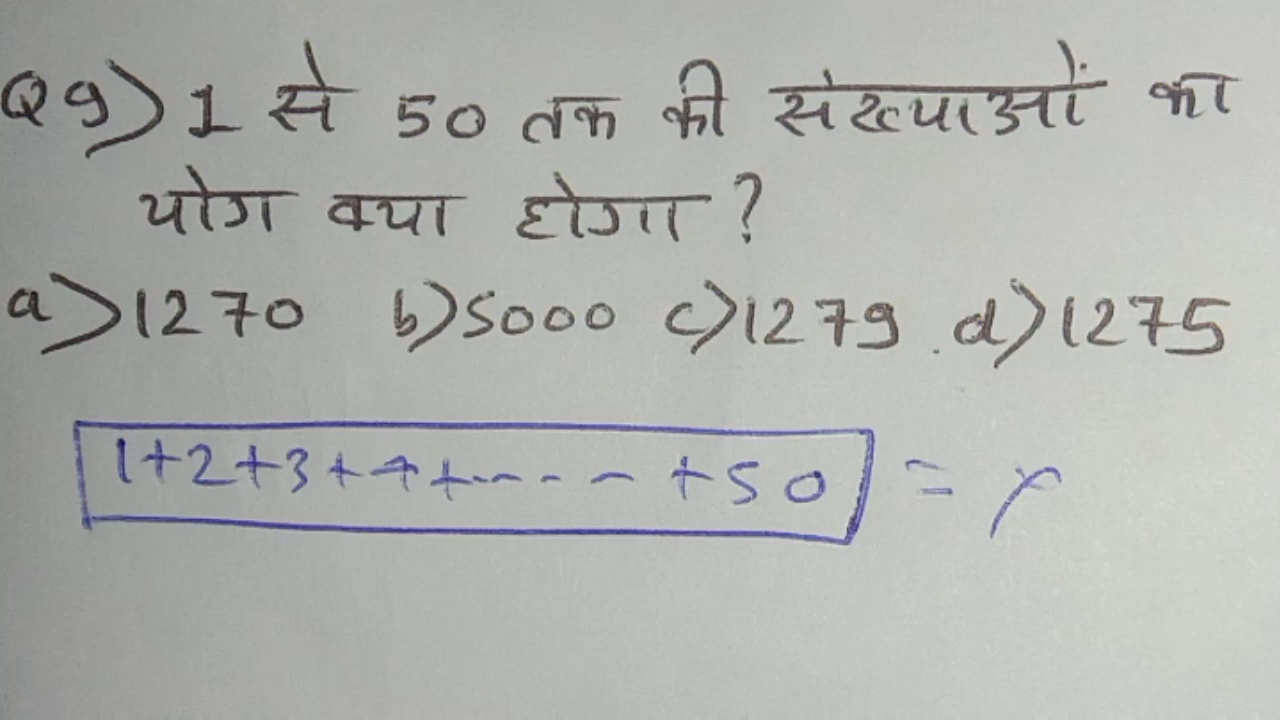 Q9) 1 से 50 तक की संख्याओं का
योग क्या होगा ?
a) 1270 b) 5000 c) 1279 d) 1275
1+2+3+4+---- +50 =